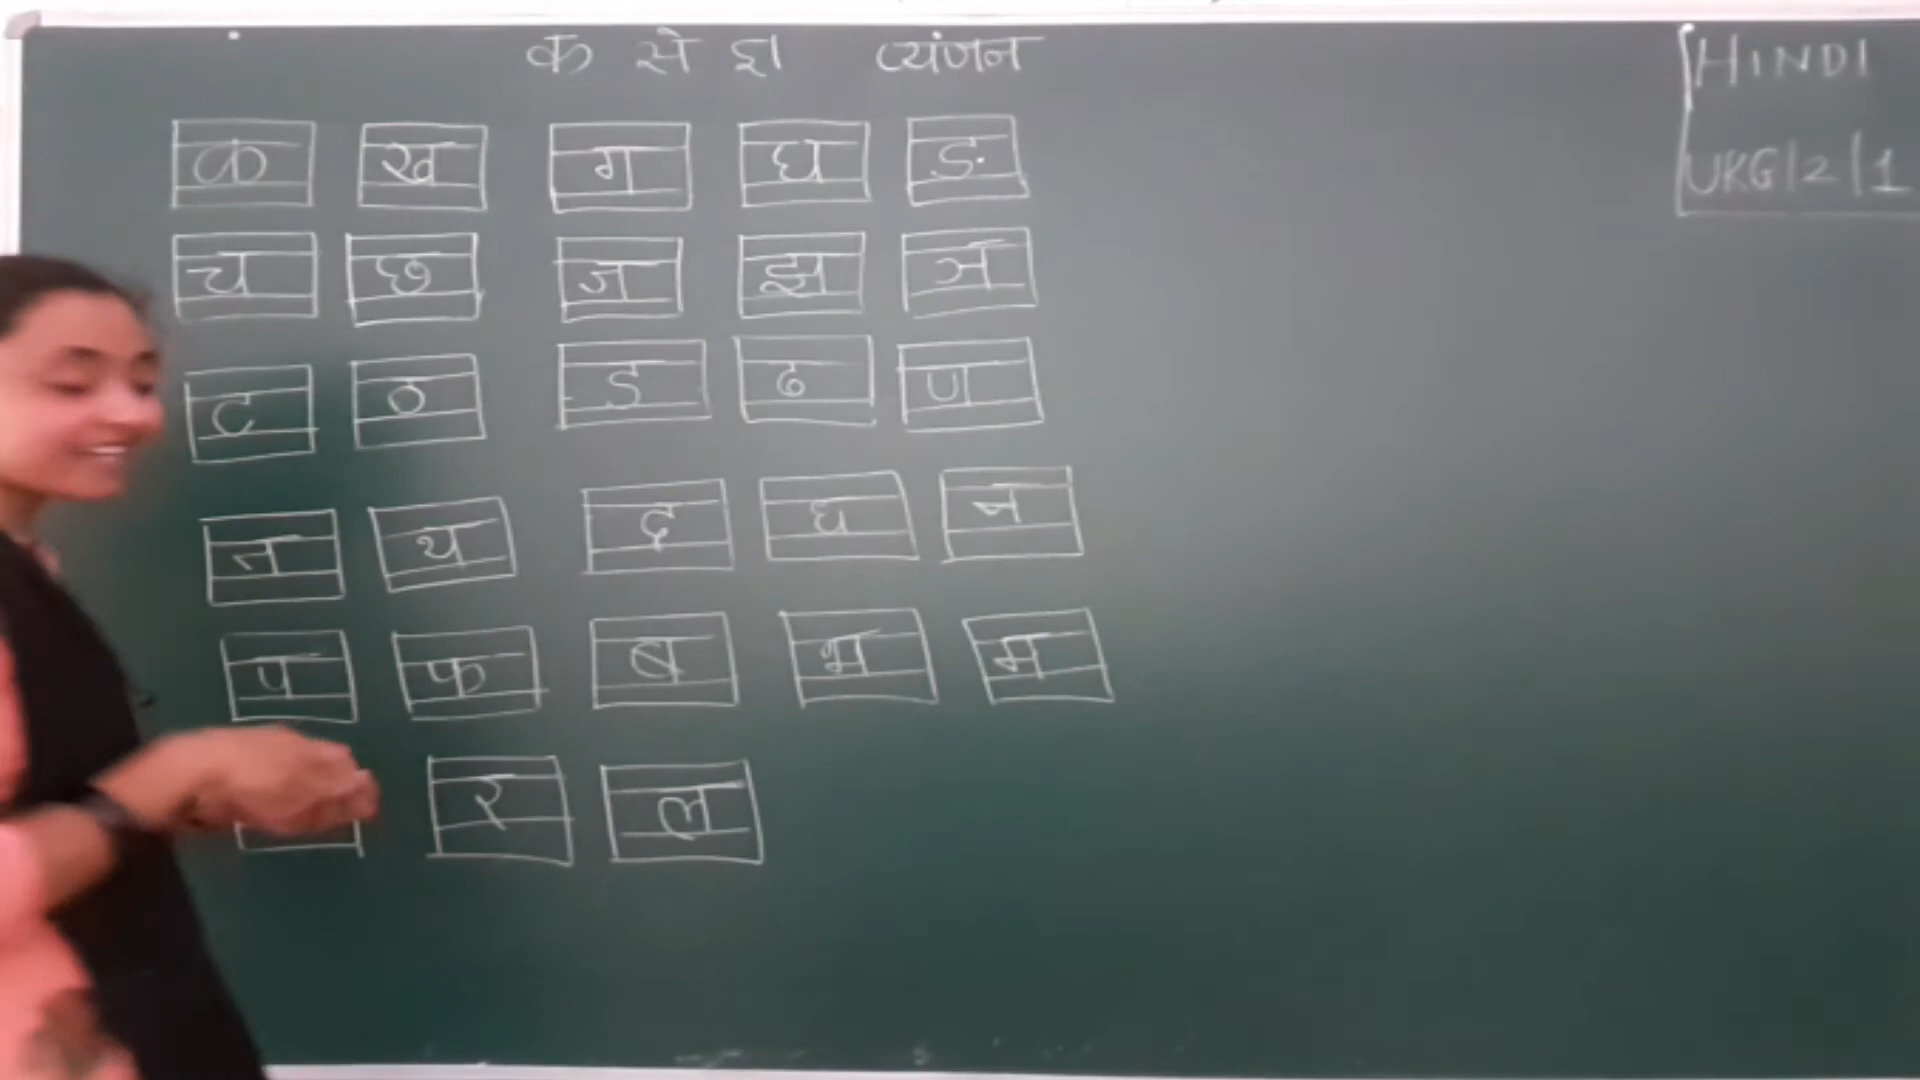 क से ज्ञ व्यंजन
HINDI
UKG/2/1
क ख ग घ ङ
च छ ज झ ञ
ट ठ ड ढ ण
त थ द ध न
प फ ब भ म
र ल